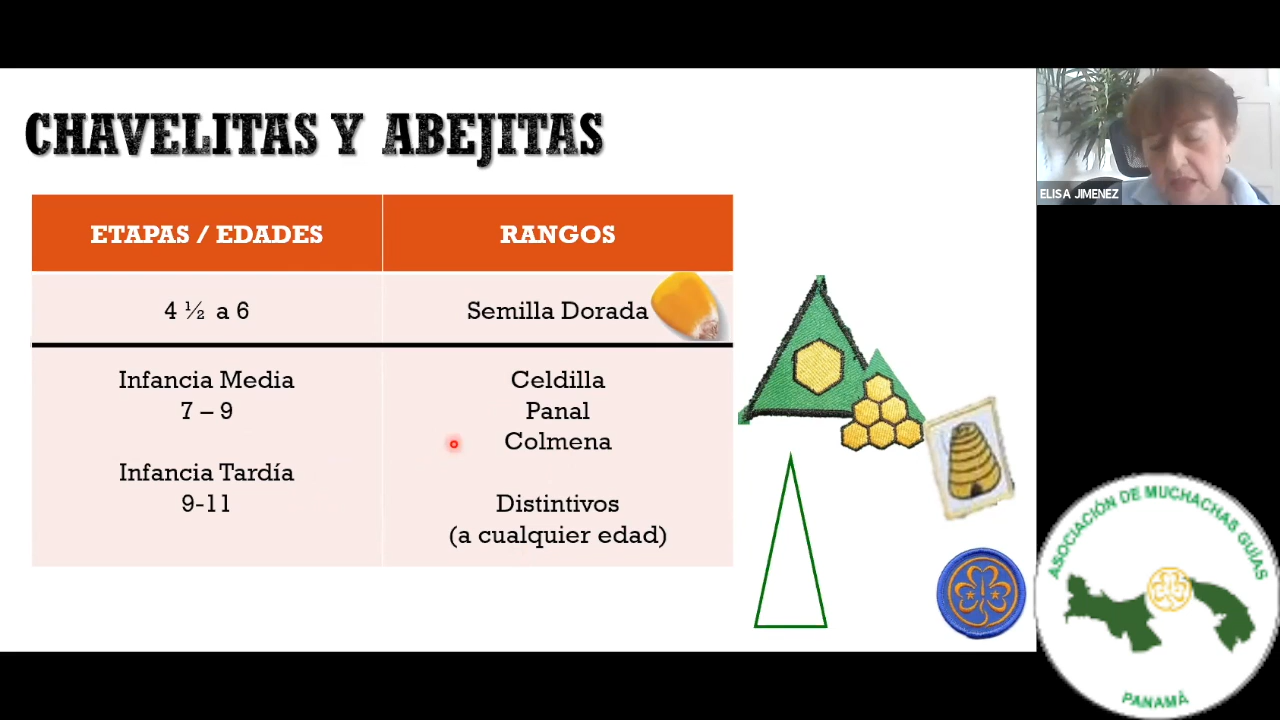 CHAVELITAS Y ABEJITAS
ETAPAS / EDADES
RANGOS
4 ½ a 6
Semilla Dorada
Infancia Media
7 – 9
Infancia Tardía
9-11
Celdilla
Panal
Colmena
Distintivos
(a cualquier edad)
ELISA JIMENEZ
ASOCIACIÓN DE MUCHACHAS GUÍAS
PANAMÁ